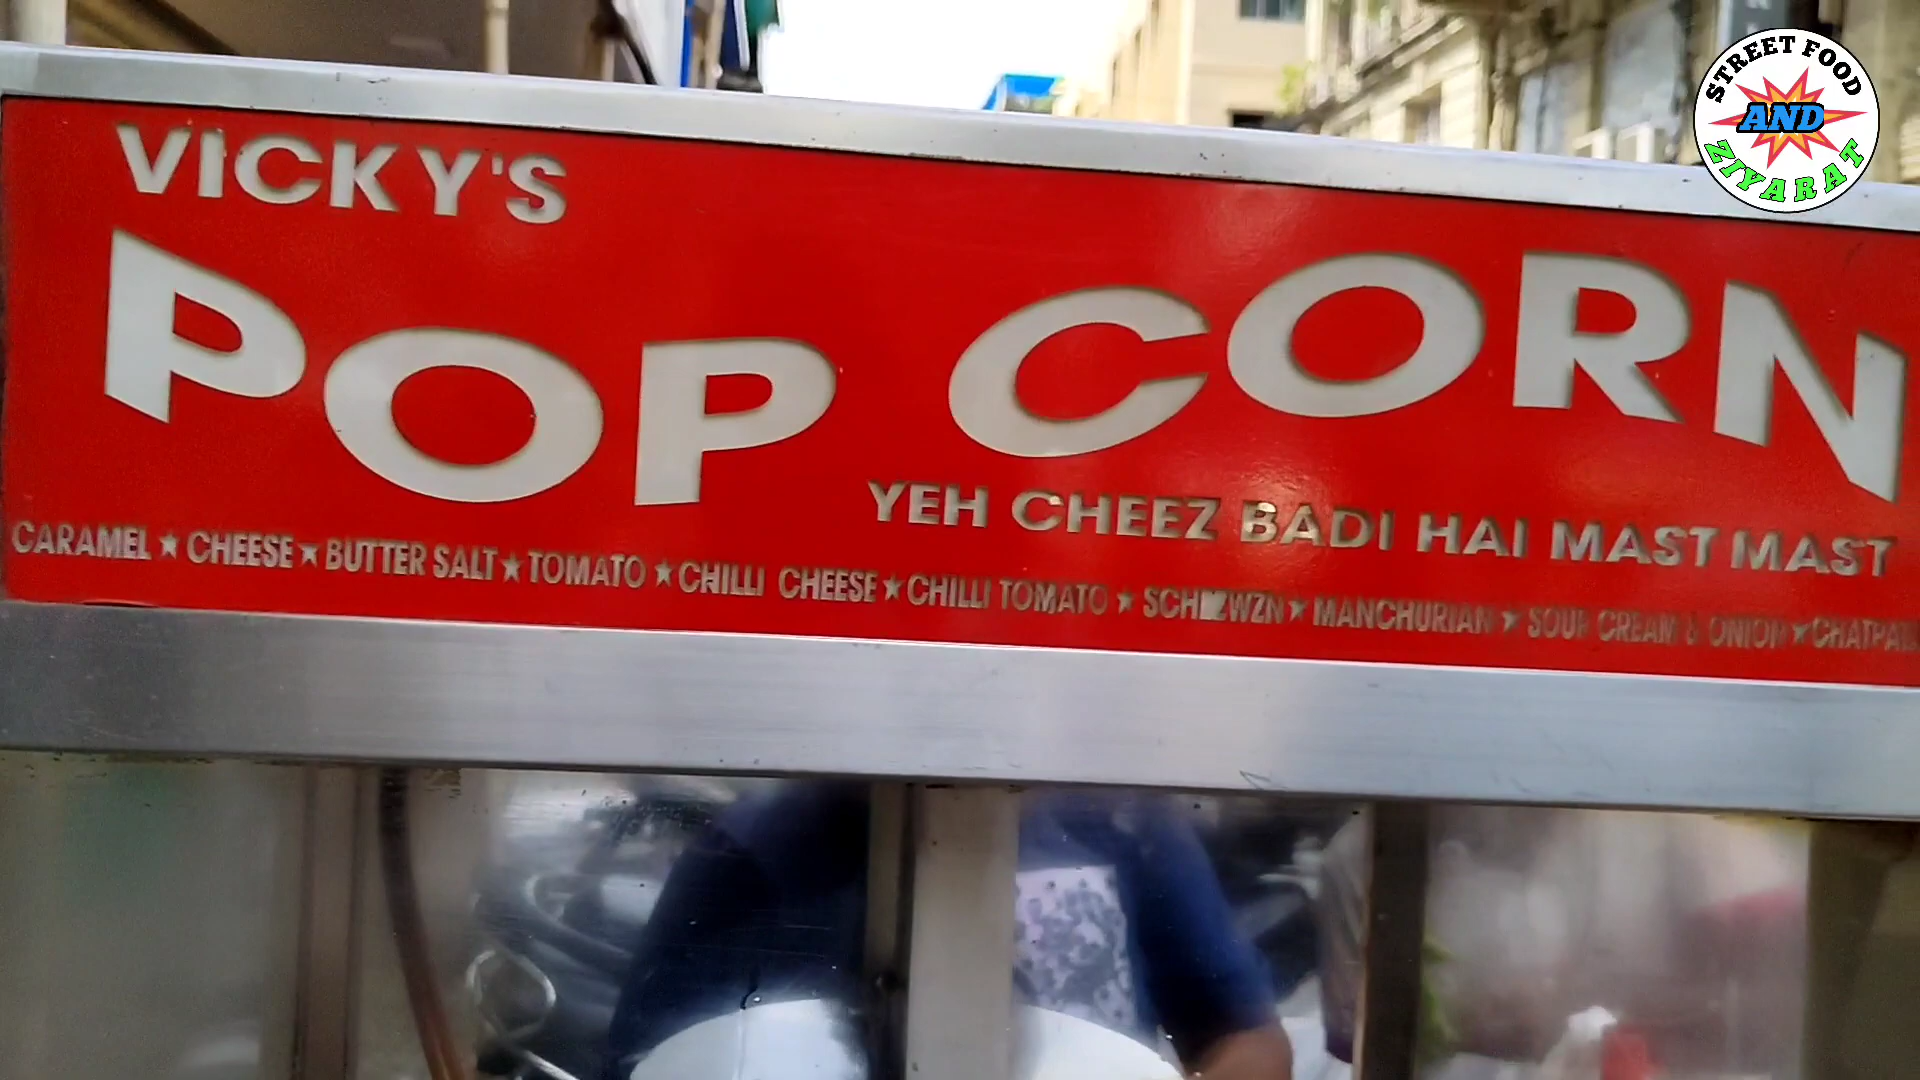 VICKY'S
POP CORN
YEH CHEEZ BADI HAI MAST MAST
CARAMEL ★ CHEESE ★ BUTTER SALT ★ TOMATO ★ CHILLI CHEESE ★ CHILLI TOMATO ★ SCHEZWZN ★ MANCHURIAN ★ SOUR CREAM & ONION ★
STREET FOOD
AND
ZIYARAT